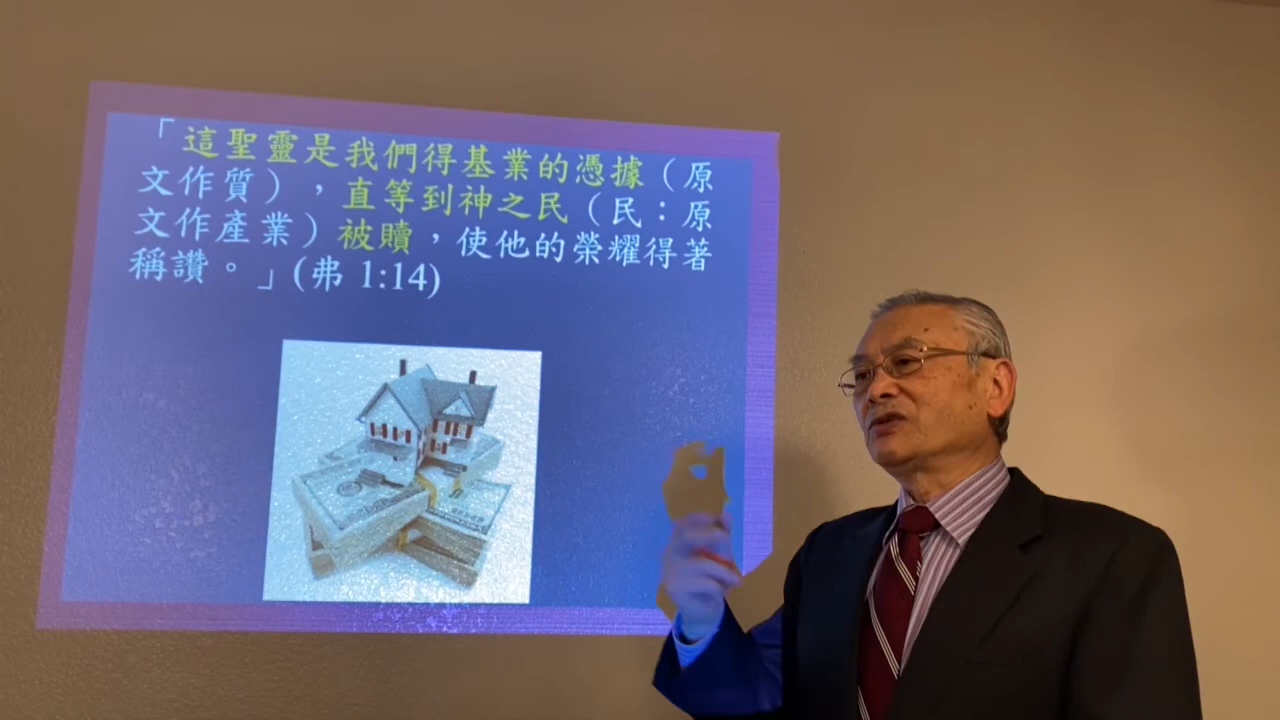 「這聖靈是我們得基業的憑據（原
文作質），直等到神之民（民：原
文作產業）被贖，使他的榮耀得著
稱讚。」(弗 1:14)